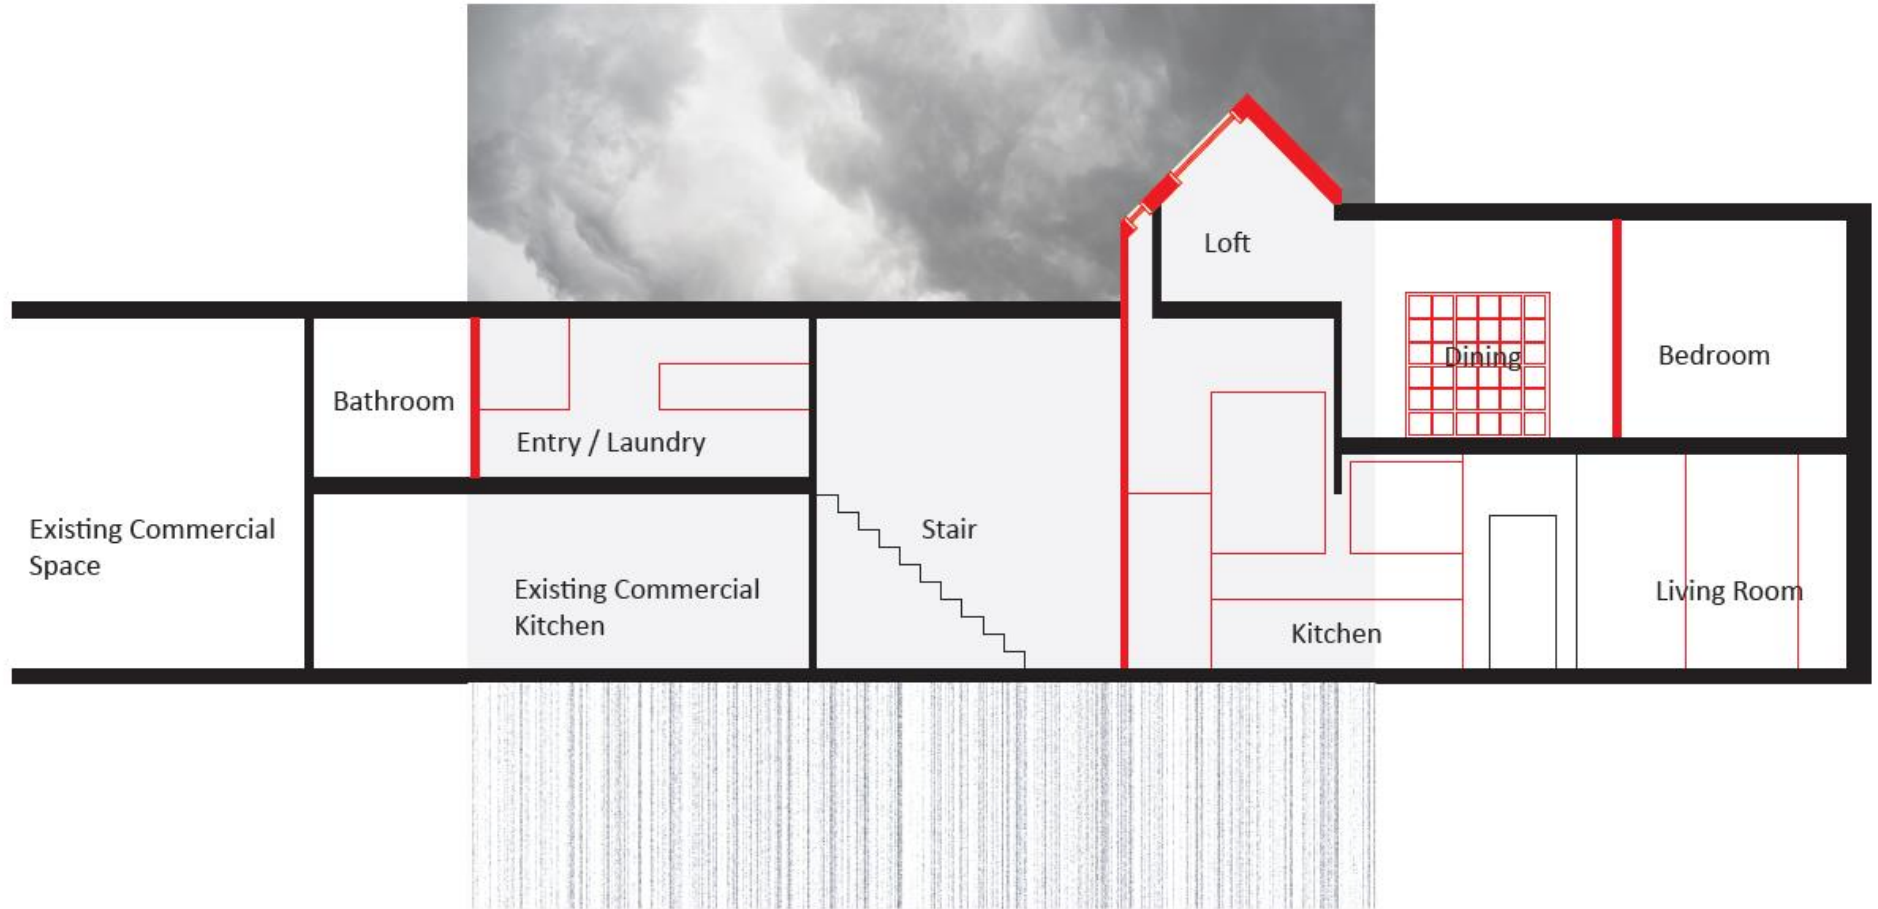 Loft
Dining
Bedroom
Bathroom
Entry / Laundry
Existing Commercial
Space
Stair
Existing Commercial
Kitchen
Living Room
Kitchen